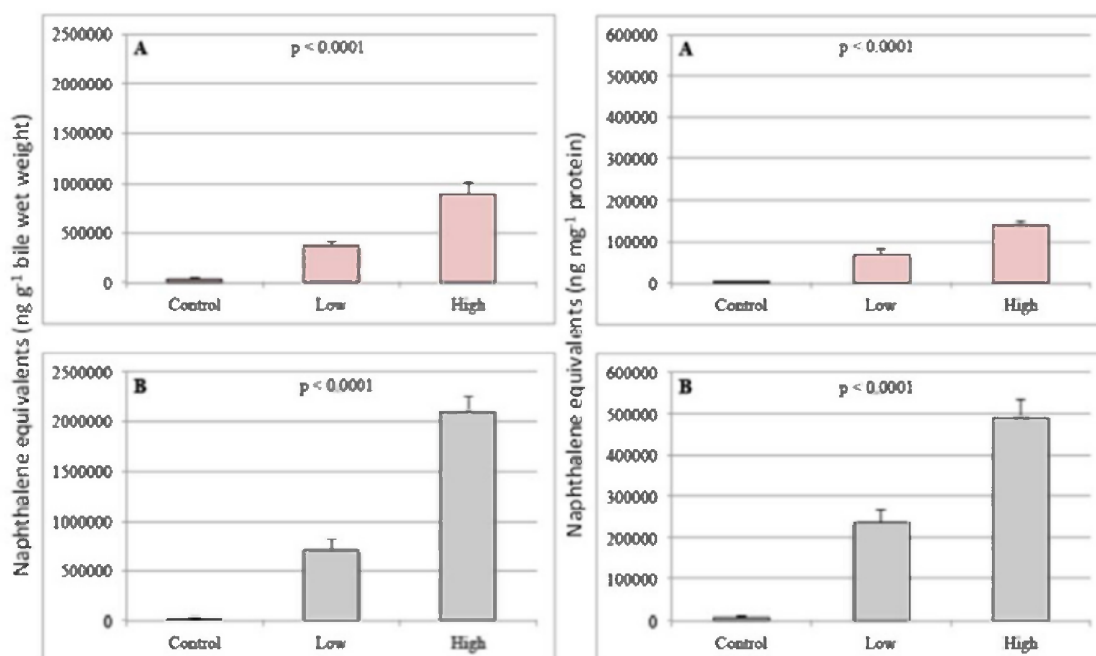 Naphthalene equivalents (ng g⁻¹ bile wet weight)
A
p < 0.0001
2500000
2000000
1500000
1000000
500000
0
Control Low High
B
p < 0.0001
2500000
2000000
1500000
1000000
500000
0
Control Low High
Naphthalene equivalents (ng mg⁻¹ protein)
A
p < 0.0001
600000
500000
400000
300000
200000
100000
0
Control Low High
B
p < 0.0001
600000
500000
400000
300000
200000
100000
0
Control Low High